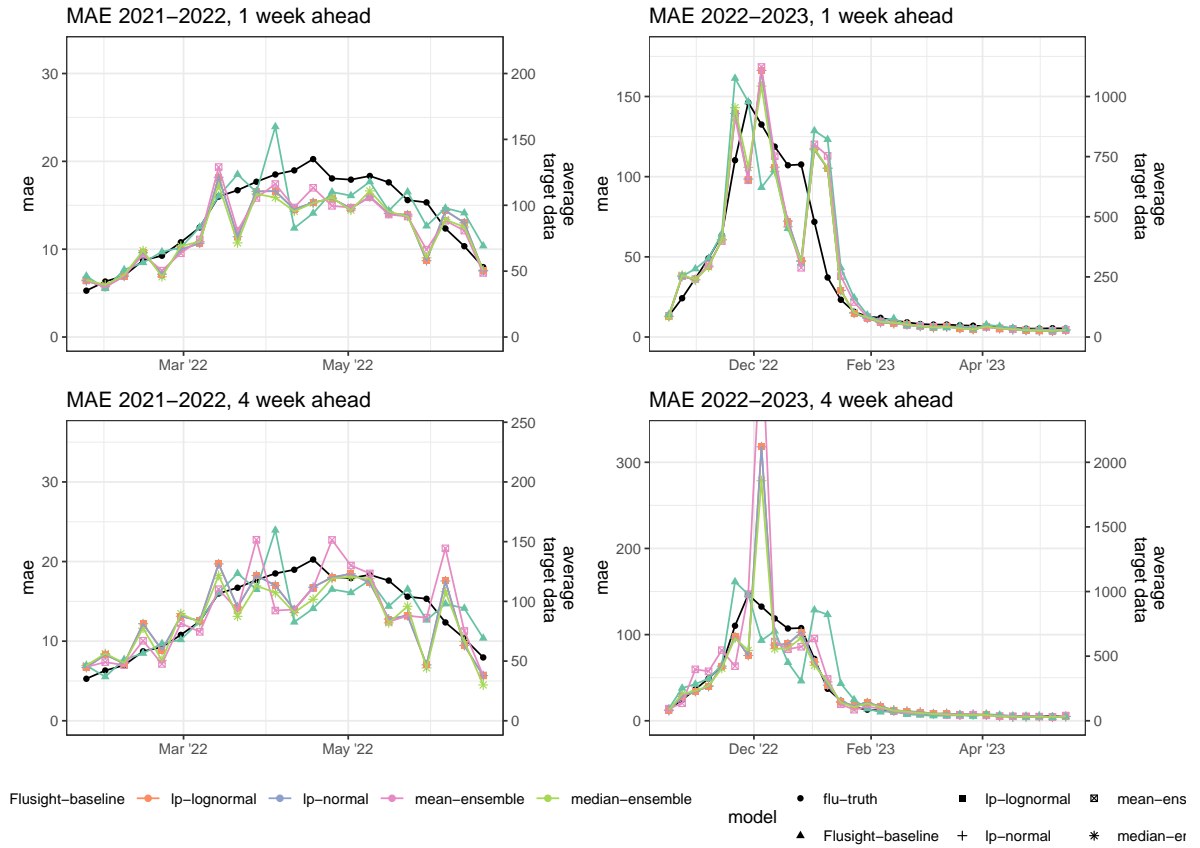 MAE 2021−2022, 1 week ahead
MAE 2022−2023, 1 week ahead
30
20
10
0
mae
200
150
100
50
0
average
target data
Mar '22
May '22
150
100
50
0
mae
1000
750
500
250
0
average
target data
Dec '22
Feb '23
Apr '23
MAE 2021−2022, 4 week ahead
MAE 2022−2023, 4 week ahead
30
20
10
0
mae
250
200
150
100
50
0
average
target data
Mar '22
May '22
300
200
100
0
mae
2000
1500
1000
500
0
average
target data
Dec '22
Feb '23
Apr '23
Flusight−baseline lp−lognormal lp−normal mean−ensemble median−ensemble
model
flu−truth lp−lognormal mean−ens
Flusight−baseline lp−normal median−en